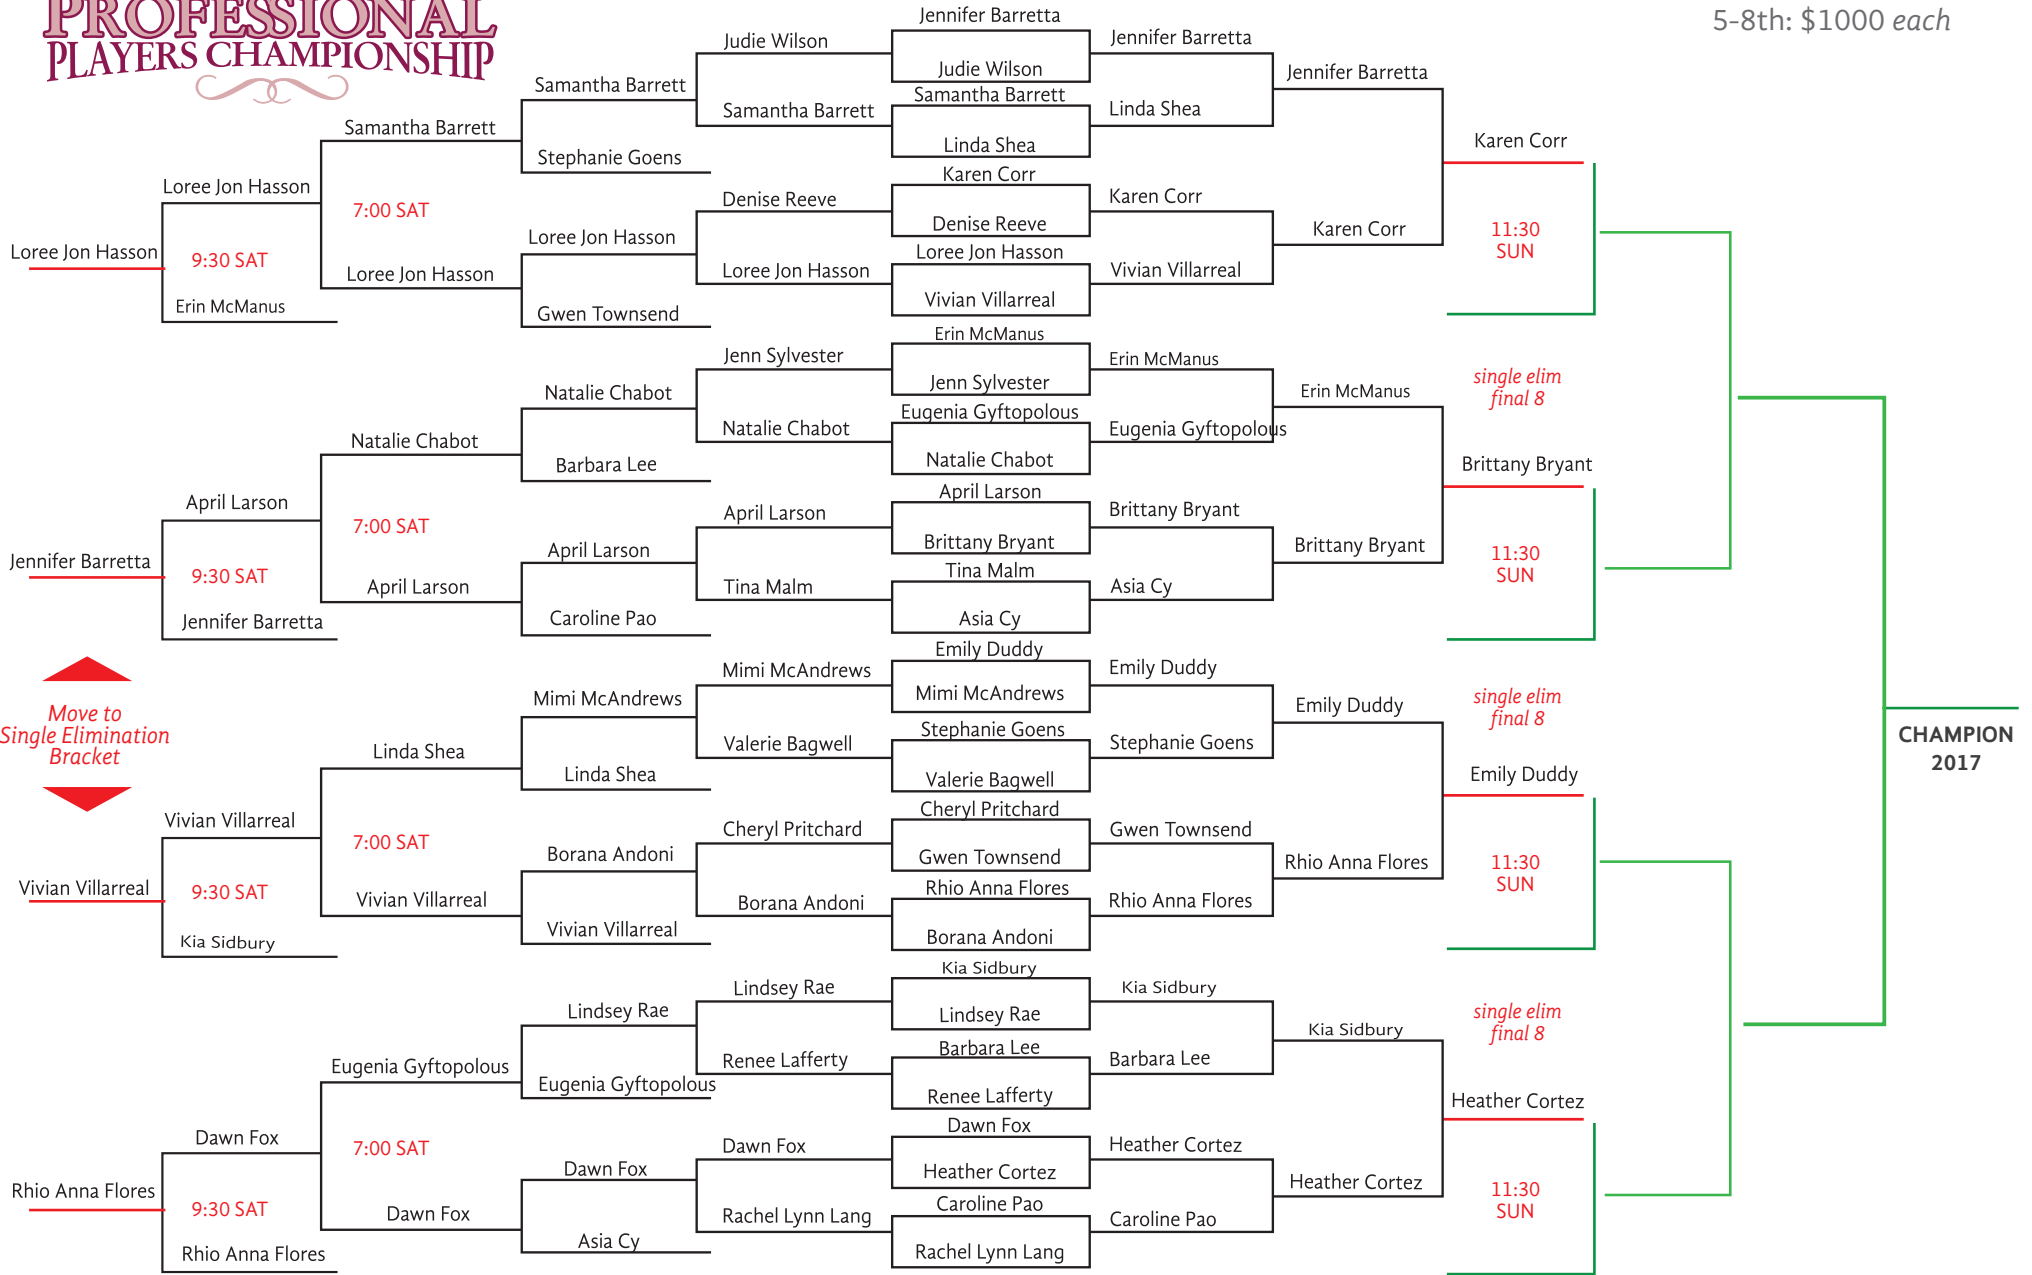 PROFESSIONAL
PLAYERS CHAMPIONSHIP
5-8th: $1000 each
Loree Jon Hasson
Jennifer Barretta
Move to
Single Elimination
Bracket
Vivian Villarreal
Rhio Anna Flores
Loree Jon Hasson
9:30 SAT
Erin McManus
April Larson
9:30 SAT
Jennifer Barretta
Vivian Villarreal
9:30 SAT
Kia Sidbury
Dawn Fox
9:30 SAT
Rhio Anna Flores
Samantha Barrett
7:00 SAT
Loree Jon Hasson
Natalie Chabot
7:00 SAT
April Larson
Linda Shea
7:00 SAT
Vivian Villarreal
Eugenia Gyftopolous
7:00 SAT
Dawn Fox
Samantha Barrett
Stephanie Goens
Loree Jon Hasson
Gwen Townsend
Natalie Chabot
Barbara Lee
April Larson
Caroline Pao
Mimi McAndrews
Linda Shea
Borana Andoni
Vivian Villarreal
Lindsey Rae
Eugenia Gyftopolous
Dawn Fox
Asia Cy
Judie Wilson
Samantha Barrett
Denise Reeve
Loree Jon Hasson
Jenn Sylvester
Natalie Chabot
April Larson
Tina Malm
Mimi McAndrews
Valerie Bagwell
Cheryl Pritchard
Borana Andoni
Lindsey Rae
Renee Lafferty
Dawn Fox
Rachel Lynn Lang
Jennifer Barretta
Judie Wilson
Samantha Barrett
Linda Shea
Karen Corr
Denise Reeve
Loree Jon Hasson
Vivian Villarreal
Erin McManus
Jenn Sylvester
Eugenia Gyftopolous
Natalie Chabot
April Larson
Brittany Bryant
Tina Malm
Asia Cy
Emily Duddy
Mimi McAndrews
Stephanie Goens
Valerie Bagwell
Cheryl Pritchard
Gwen Townsend
Rhio Anna Flores
Borana Andoni
Kia Sidbury
Lindsey Rae
Barbara Lee
Renee Lafferty
Dawn Fox
Heather Cortez
Caroline Pao
Rachel Lynn Lang
Jennifer Barretta
Linda Shea
Karen Corr
Vivian Villarreal
Erin McManus
Eugenia Gyftopolous
Brittany Bryant
Asia Cy
Emily Duddy
Stephanie Goens
Gwen Townsend
Rhio Anna Flores
Kia Sidbury
Barbara Lee
Heather Cortez
Caroline Pao
Jennifer Barretta
Karen Corr
Erin McManus
Brittany Bryant
Emily Duddy
Rhio Anna Flores
Kia Sidbury
Heather Cortez
Karen Corr
11:30
SUN
single elim
final 8
Brittany Bryant
11:30
SUN
single elim
final 8
Emily Duddy
11:30
SUN
single elim
final 8
Heather Cortez
11:30
SUN
CHAMPION
2017